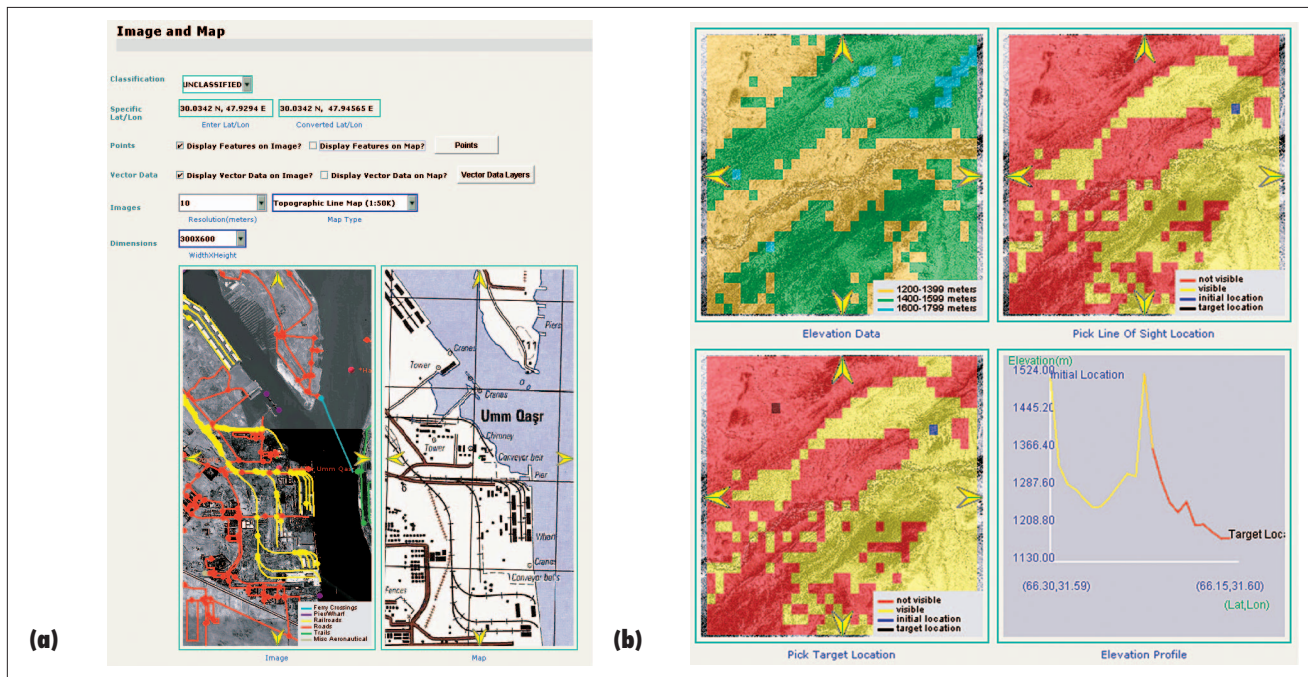 Image and Map
Classification
UNCLASSIFIED
Specific
Lat/Lon
30.0342 N, 47.9294 E
30.0342 N, 47.94565 E
Enter Lat/Lon
Converted Lat/Lon
Points
Display Features on Image?
Display Features on Map?
Points
Vector Data
Display Vector Data on Image?
Display Vector Data on Map?
Vector Data Layers
Images
10
Topographic Line Map (1:50K)
Resolution(meters)
Map Type
Dimensions
300X600
WidthXHeight
Umm Qasr
Ferry Crossings
Pier/Wharf
Railroads
Roads
Trails
Misc Aeronautical
Image
Piers
Cranes
Tower
Cranes
Umm Qaşr
Chimney
Tower
Conveyor belt
Pier
Wharf
Cranes
Conveyor belts
Fences
Map
(a)
1200-1399 meters
1400-1599 meters
1600-1799 meters
Elevation Data
not visible
visible
initial location
target location
Pick Line Of Sight Location
not visible
visible
initial location
target location
Pick Target Location
Elevation(m)
Initial Location
1524.00
1445.20
1366.40
1287.60
1208.80
1130.00
Target Loca
(66.30,31.59)
(66.15,31.60)
(Lat,Lon)
Elevation Profile
(b)